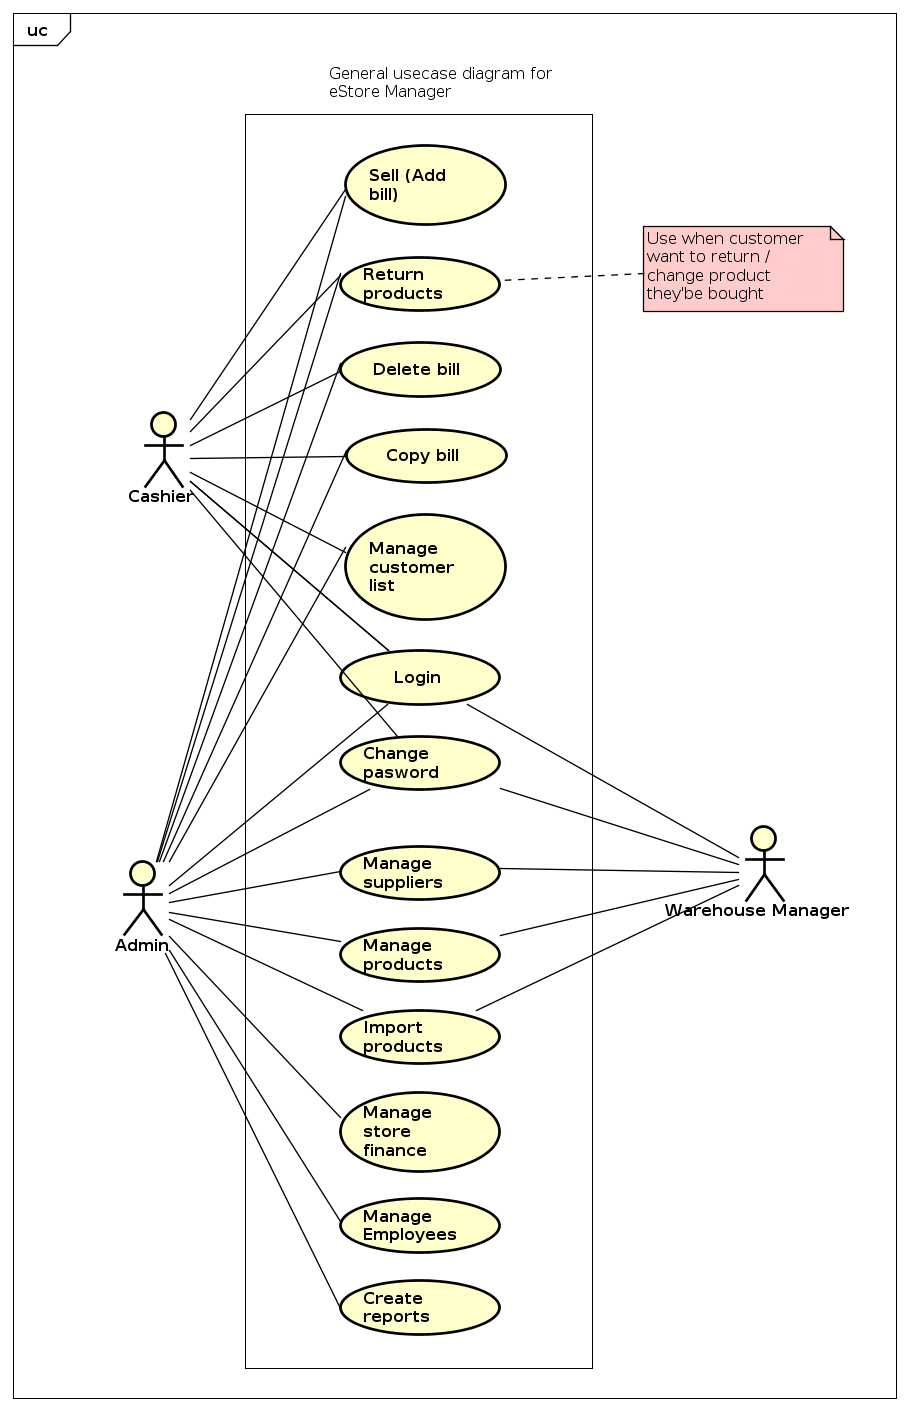 uc
General usecase diagram for
eStore Manager
Sell (Add
bill)
Return
products
Use when customer
want to return /
change product
they'be bought
Delete bill
Copy bill
Cashier
Manage
customer
list
Login
Change
pasword
Manage
suppliers
Warehouse Manager
Admin
Manage
products
Import
products
Manage
store
finance
Manage
Employees
Create
reports